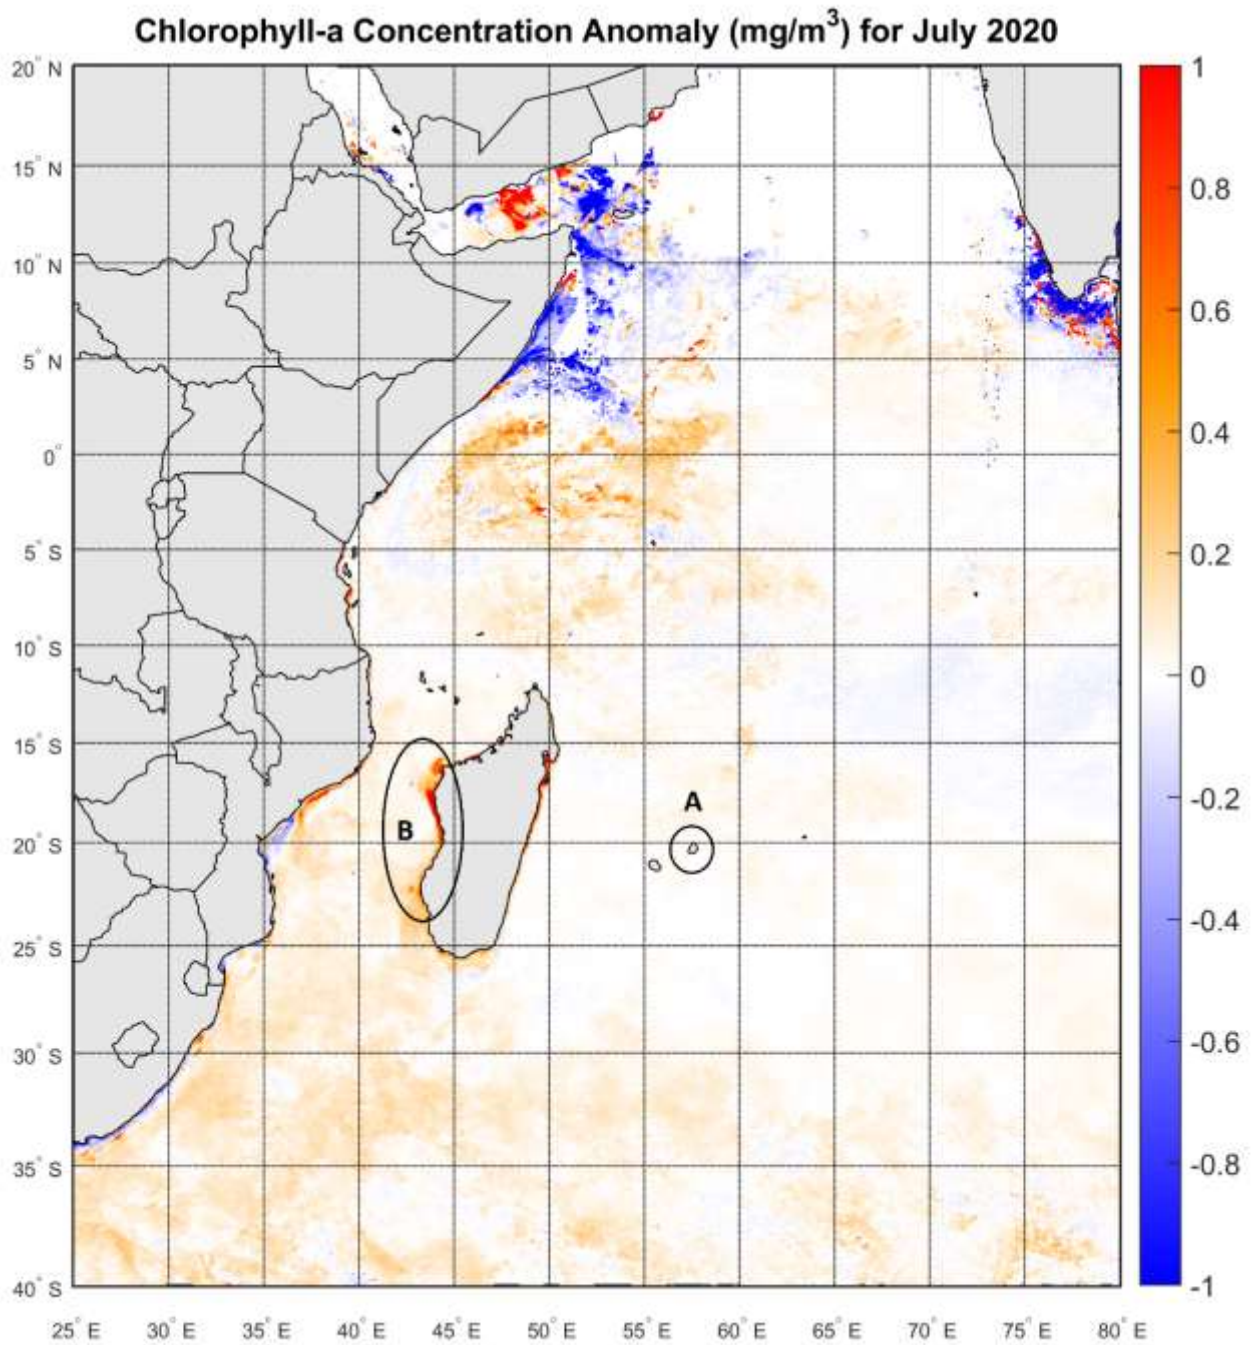 Chlorophyll-a Concentration Anomaly (mg/m³) for July 2020
20° N
15° N
10° N
5° N
0°
5° S
10° S
15° S
20° S
25° S
30° S
35° S
40° S
25° E 30° E 35° E 40° E 45° E 50° E 55° E 60° E 65° E 70° E 75° E 80° E
A
B
1
0.8
0.6
0.4
0.2
0
-0.2
-0.4
-0.6
-0.8
-1